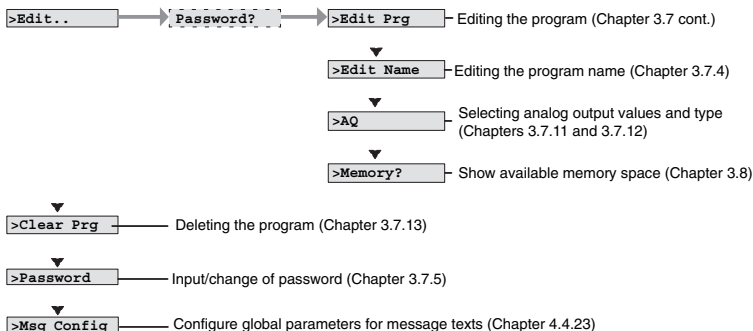 >Edit.. Password? >Edit Prg Editing the program (Chapter 3.7 cont.)
>Edit Name Editing the program name (Chapter 3.7.4)
>AQ Selecting analog output values and type
(Chapters 3.7.11 and 3.7.12)
>Memory? Show available memory space (Chapter 3.8)
>Clear Prg Deleting the program (Chapter 3.7.13)
>Password Input/change of password (Chapter 3.7.5)
>Msg Config Configure global parameters for message texts (Chapter 4.4.23)